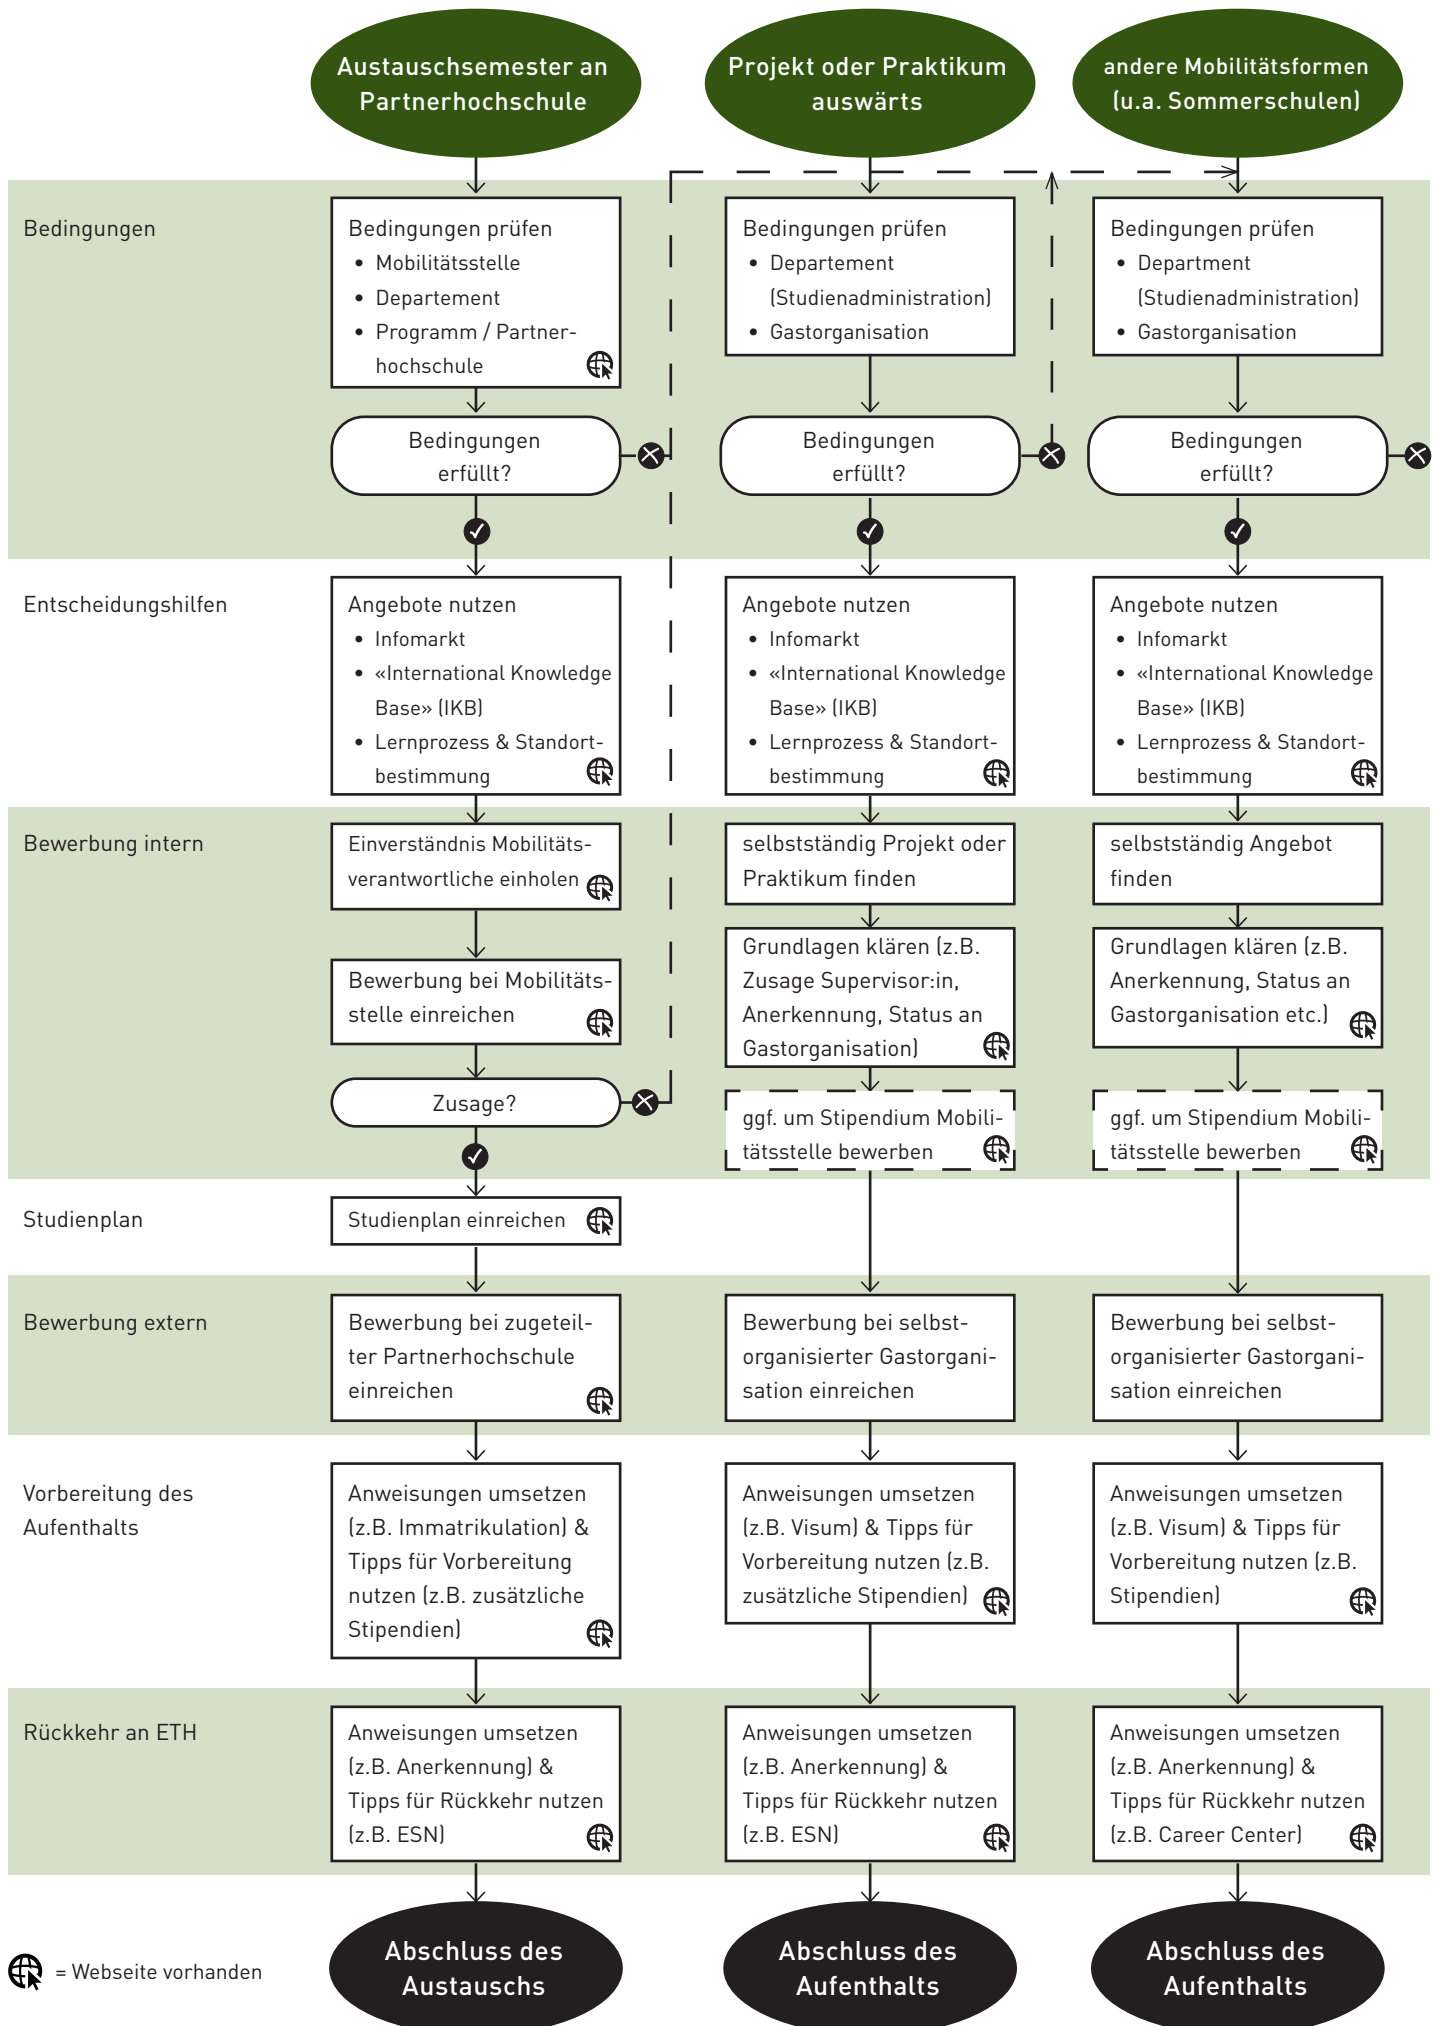 Austauschsemester an
Partnerhochschule
Projekt oder Praktikum
auswärts
andere Mobilitätsformen
(u.a. Sommerschulen)
Bedingungen
Bedingungen prüfen
• Mobilitätsstelle
• Departement
• Programm / Partner-
hochschule
Bedingungen prüfen
• Departement
(Studienadministration)
• Gastorganisation
Bedingungen prüfen
• Department
(Studienadministration)
• Gastorganisation
Bedingungen
erfüllt?
Bedingungen
erfüllt?
Bedingungen
erfüllt?
Entscheidungshilfen
Angebote nutzen
• Infomarkt
• «International Knowledge
Base» (IKB)
• Lernprozess & Standort-
bestimmung
Angebote nutzen
• Infomarkt
• «International Knowledge
Base» (IKB)
• Lernprozess & Standort-
bestimmung
Angebote nutzen
• Infomarkt
• «International Knowledge
Base» (IKB)
• Lernprozess & Standort-
bestimmung
Bewerbung intern
Einverständnis Mobilitäts-
verantwortliche einholen
selbstständig Projekt oder
Praktikum finden
selbstständig Angebot
finden
Bewerbung bei Mobilitäts-
stelle einreichen
Grundlagen klären (z.B.
Zusage Supervisor:in,
Anerkennung, Status an
Gastorganisation)
Grundlagen klären (z.B.
Anerkennung, Status an
Gastorganisation etc.)
Zusage?
ggf. um Stipendium Mobili-
tätsstelle bewerben
ggf. um Stipendium Mobili-
tätsstelle bewerben
Studienplan
Studienplan einreichen
Bewerbung extern
Bewerbung bei zugeteil-
ter Partnerhochschule
einreichen
Bewerbung bei selbst-
organisierter Gastorgani-
sation einreichen
Bewerbung bei selbst-
organisierter Gastorgani-
sation einreichen
Vorbereitung des
Aufenthalts
Anweisungen umsetzen
(z.B. Immatrikulation) &
Tipps für Vorbereitung
nutzen (z.B. zusätzliche
Stipendien)
Anweisungen umsetzen
(z.B. Visum) & Tipps für
Vorbereitung nutzen (z.B.
zusätzliche Stipendien)
Anweisungen umsetzen
(z.B. Visum) & Tipps für
Vorbereitung nutzen (z.B.
Stipendien)
Rückkehr an ETH
Anweisungen umsetzen
(z.B. Anerkennung) &
Tipps für Rückkehr nutzen
(z.B. ESN)
Anweisungen umsetzen
(z.B. Anerkennung) &
Tipps für Rückkehr nutzen
(z.B. ESN)
Anweisungen umsetzen
(z.B. Anerkennung) &
Tipps für Rückkehr nutzen
(z.B. Career Center)
Abschluss des
Austauschs
Abschluss des
Aufenthalts
Abschluss des
Aufenthalts
= Webseite vorhanden